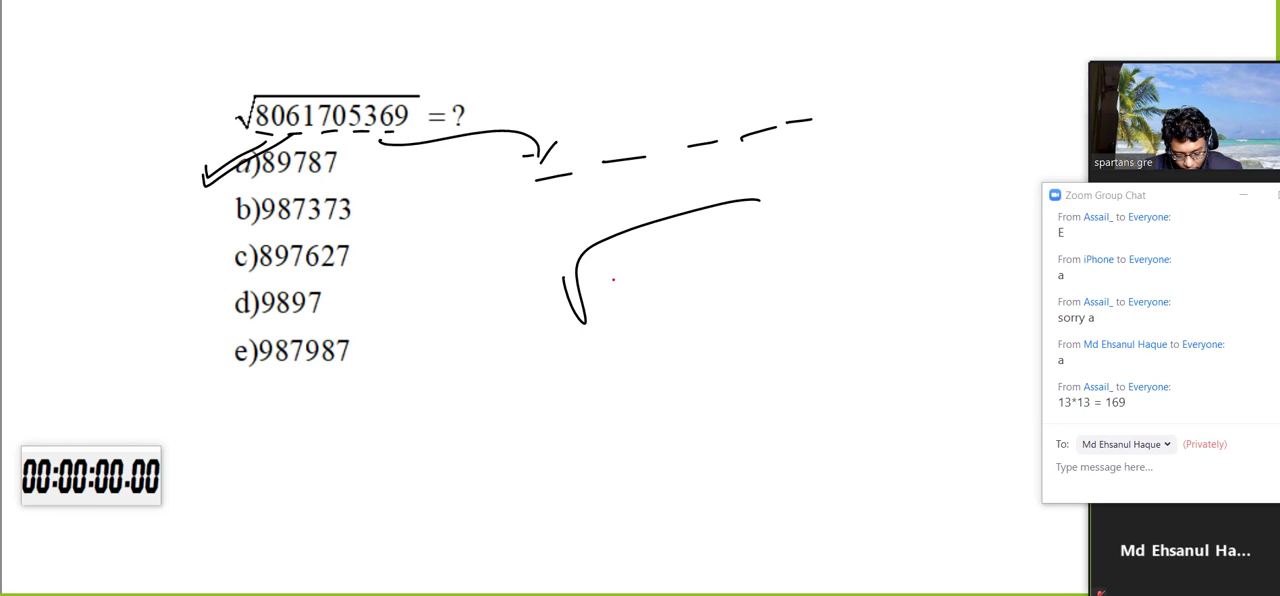 √8061705369 = ?
a)89787
b)987373
c)897627
d)9897
e)987987
00:00:00.00
spartans gre
Zoom Group Chat
From Assail_ to Everyone:
E
From iPhone to Everyone:
a
From Assail_ to Everyone:
sorry a
From Md Ehsanul Haque to Everyone:
a
From Assail_ to Everyone:
13*13 = 169
To: Md Ehsanul Haque (Privately)
Type message here...
Md Ehsanul Ha...